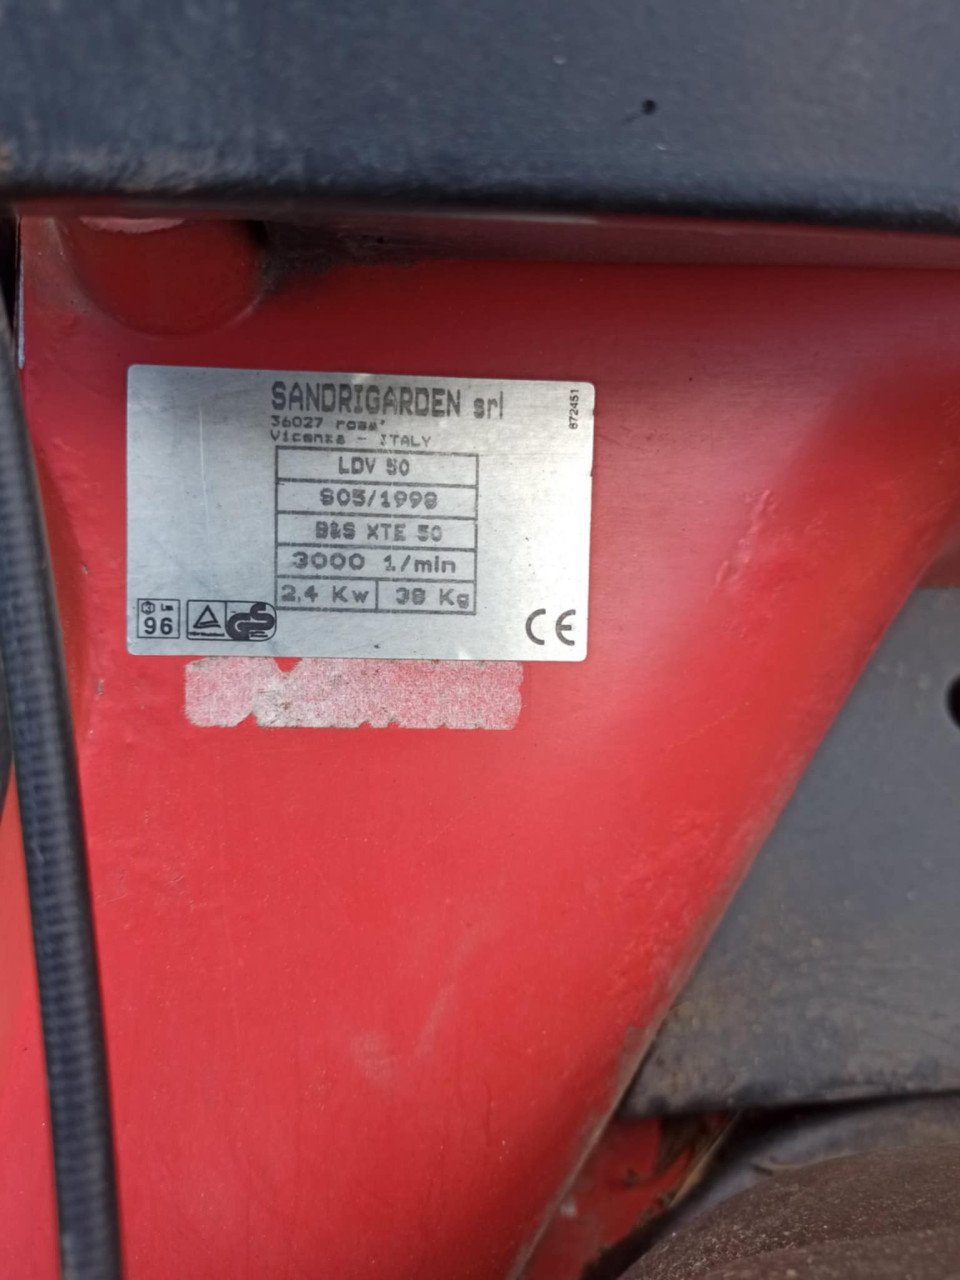 SANDRIGARDEN srl
36027 rosa'
Vicenza - ITALY
LDV 50
S05/1998
B&S XTE 50
3000 1/min
2,4 Kw 38 Kg
96
CE
672451